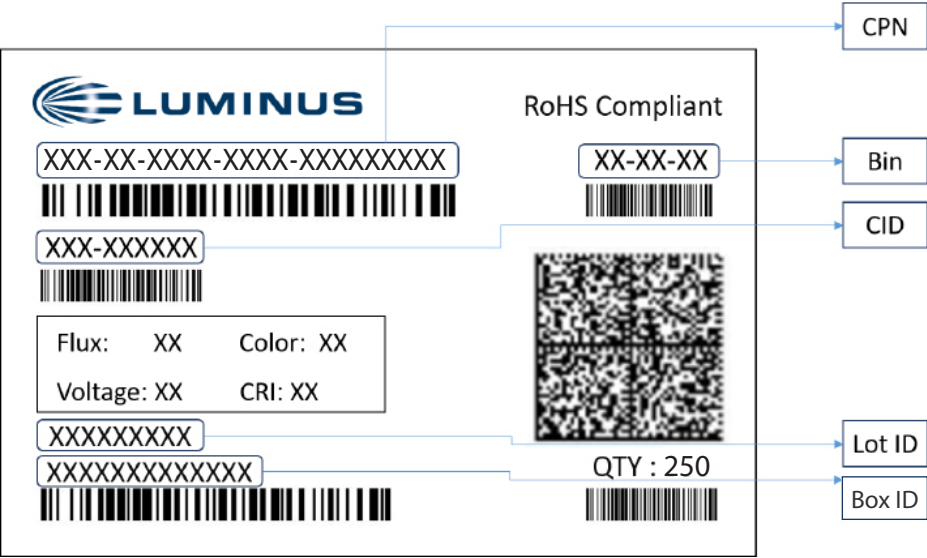 CPN
LUMINUS
RoHS Compliant
XXX-XX-XXXX-XXXX-XXXXXXXXX
XX-XX-XX
Bin
CID
XXX-XXXXXX
Flux: XX Color: XX
Voltage: XX CRI: XX
XXXXXXXXX
Lot ID
XXXXXXXXXXXXX
QTY : 250
Box ID